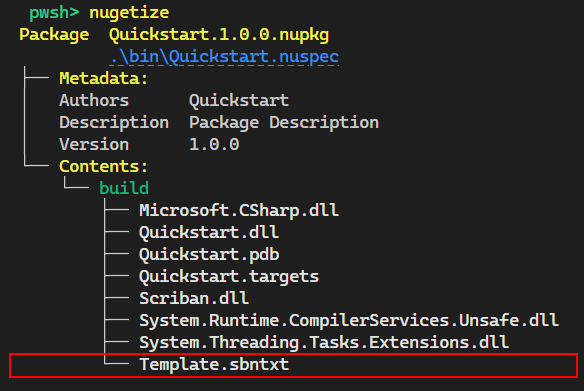 pwsh> nugetize
Package  Quickstart.1.0.0.nupkg
.\bin\Quickstart.nuspec
Metadata:
Authors      Quickstart
Description  Package Description
Version      1.0.0
Contents:
build
Microsoft.CSharp.dll
Quickstart.dll
Quickstart.pdb
Quickstart.targets
Scriban.dll
System.Runtime.CompilerServices.Unsafe.dll
System.Threading.Tasks.Extensions.dll
Template.sbntxt